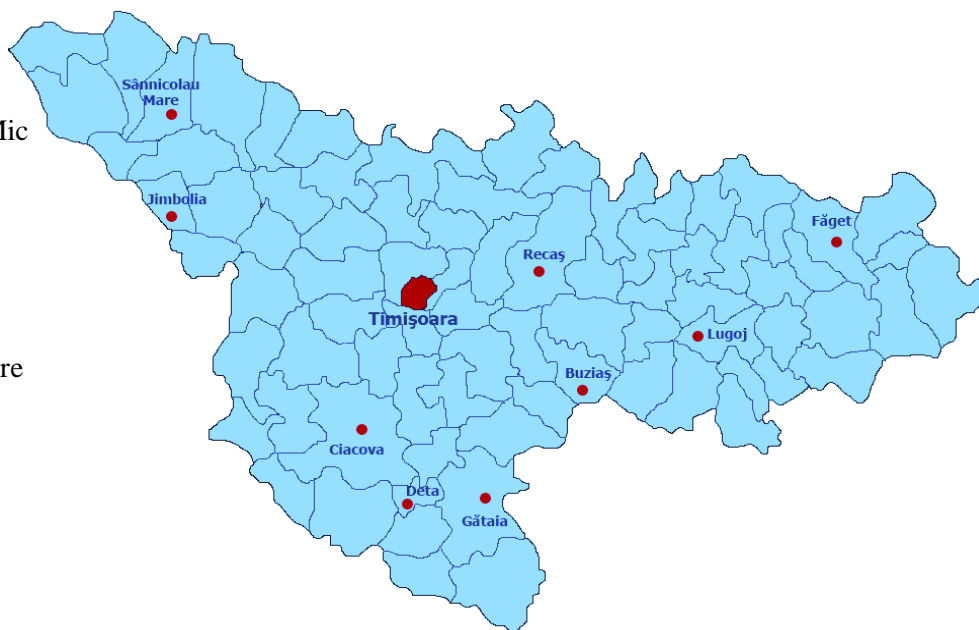 Sânnicolau
Mare
Mic
Jimbolia
Făget
Recaş
Timişoara
Lugoj
re
Buziaş
Ciacova
Deta
Gătaia